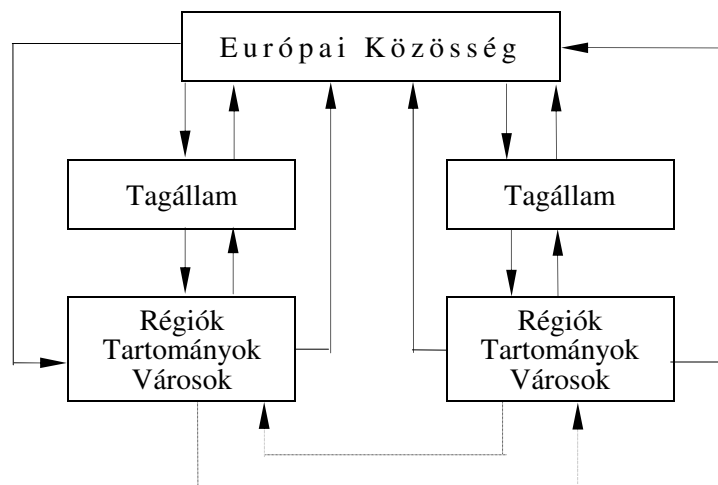 Európai Közösség
Tagállam
Tagállam
Régiók
Tartományok
Városok
Régiók
Tartományok
Városok